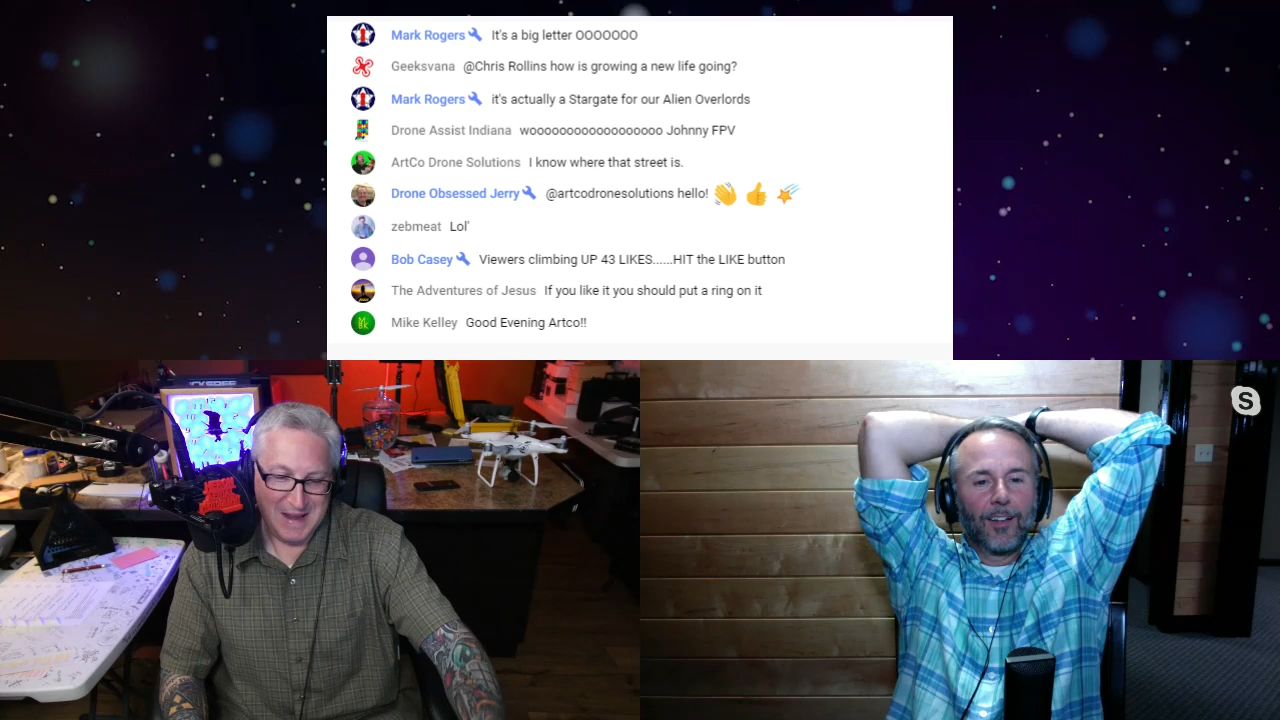 Mark Rogers It's a big letter OOOOOOO
Geeksvana @Chris Rollins how is growing a new life going?
Mark Rogers it's actually a Stargate for our Alien Overlords
Drone Assist Indiana woooooooooooooooooo Johnny FPV
ArtCo Drone Solutions I know where that street is.
Drone Obsessed Jerry @artcodronesolutions hello! 👋 👍 🌠
zebmeat Lol'
Bob Casey Viewers climbing UP 43 LIKES......HIT the LIKE button
The Adventures of Jesus If you like it you should put a ring on it
Mike Kelley Good Evening Artco!!
S